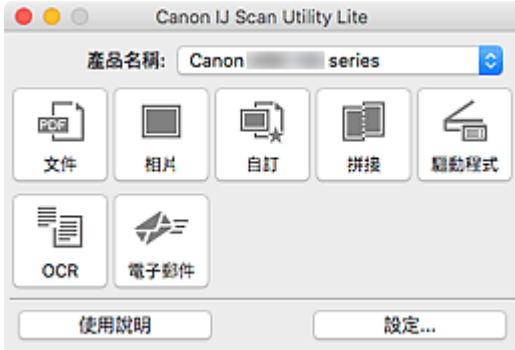 Canon IJ Scan Utility Lite
產品名稱: Canon series
PDF
文件 相片 自訂 拼接 驅動程式
OCR 電子郵件
使用說明 設定...